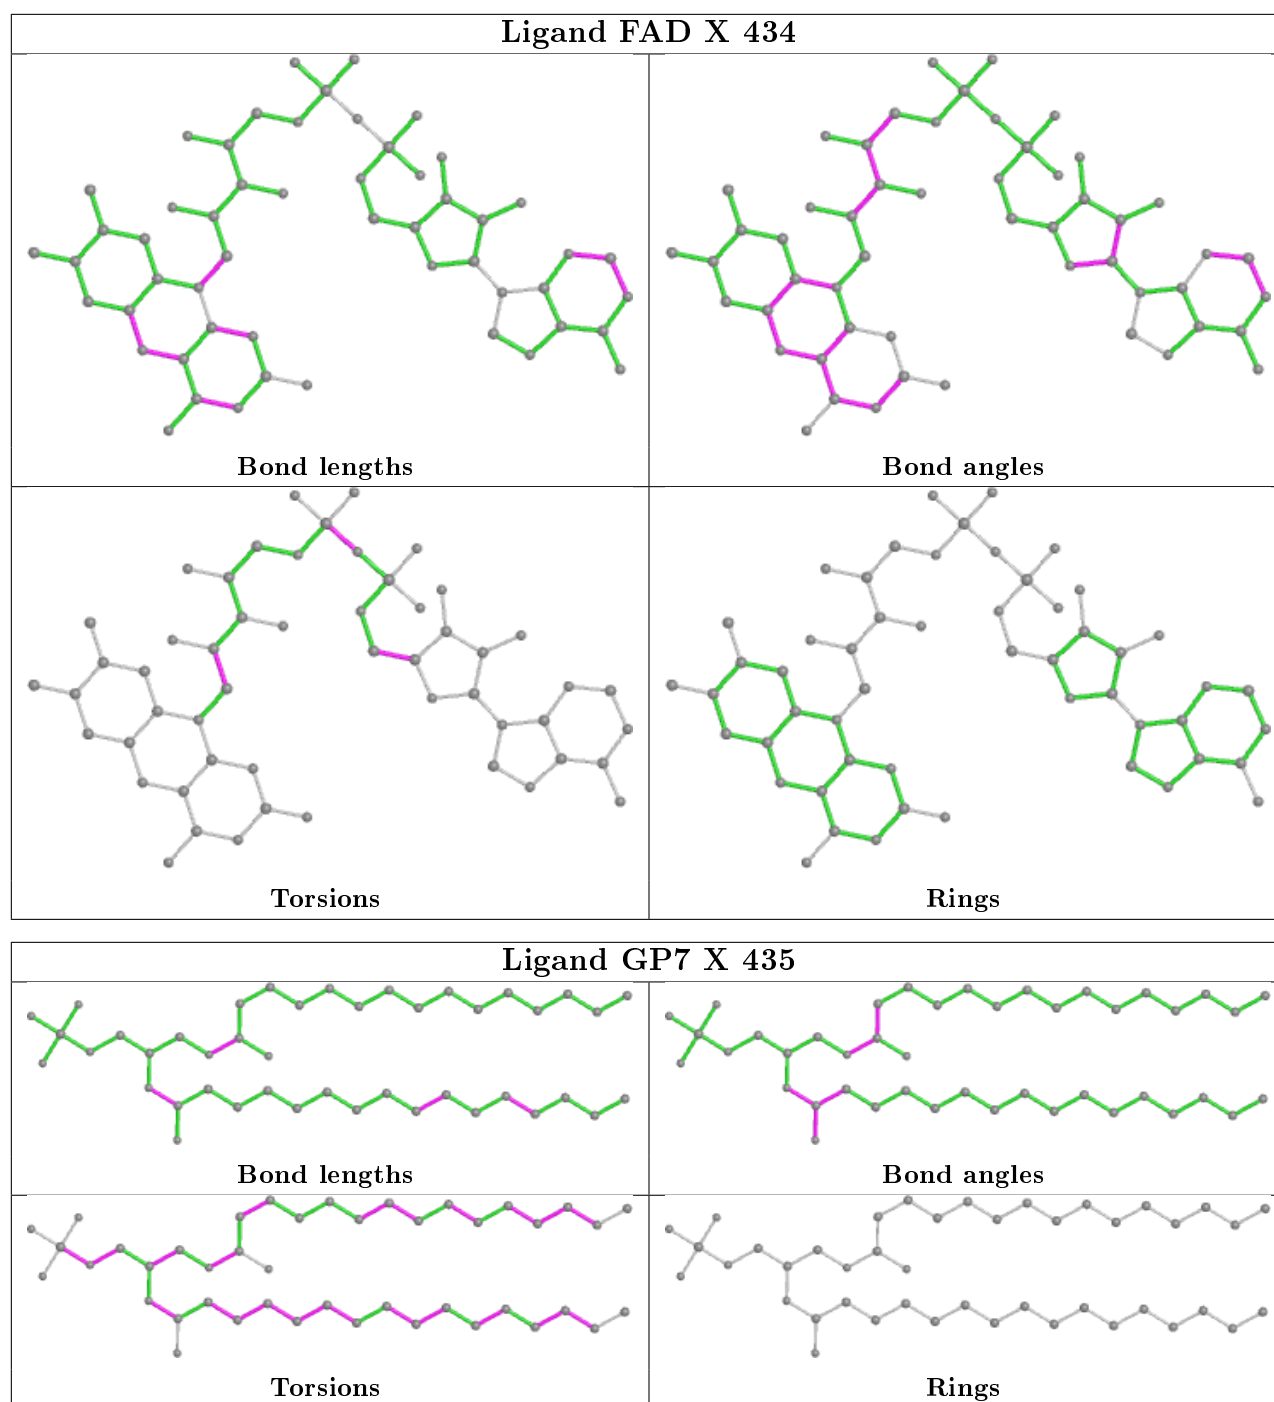 Ligand FAD X 434
Bond lengths
Bond angles
Torsions
Rings
Ligand GP7 X 435
Bond lengths
Bond angles
Torsions
Rings